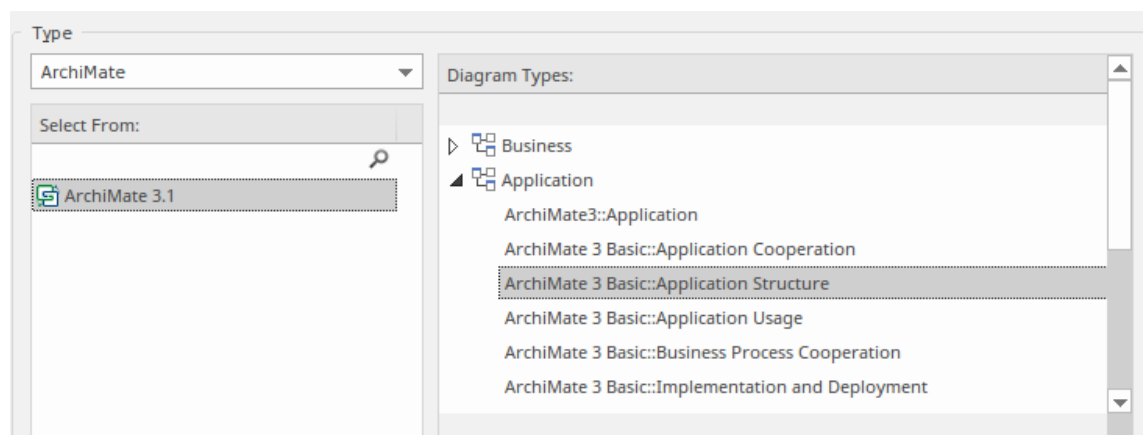 Type
ArchiMate
Select From:
ArchiMate 3.1
Diagram Types:
Business
Application
ArchiMate3::Application
ArchiMate 3 Basic::Application Cooperation
ArchiMate 3 Basic::Application Structure
ArchiMate 3 Basic::Application Usage
ArchiMate 3 Basic::Business Process Cooperation
ArchiMate 3 Basic::Implementation and Deployment